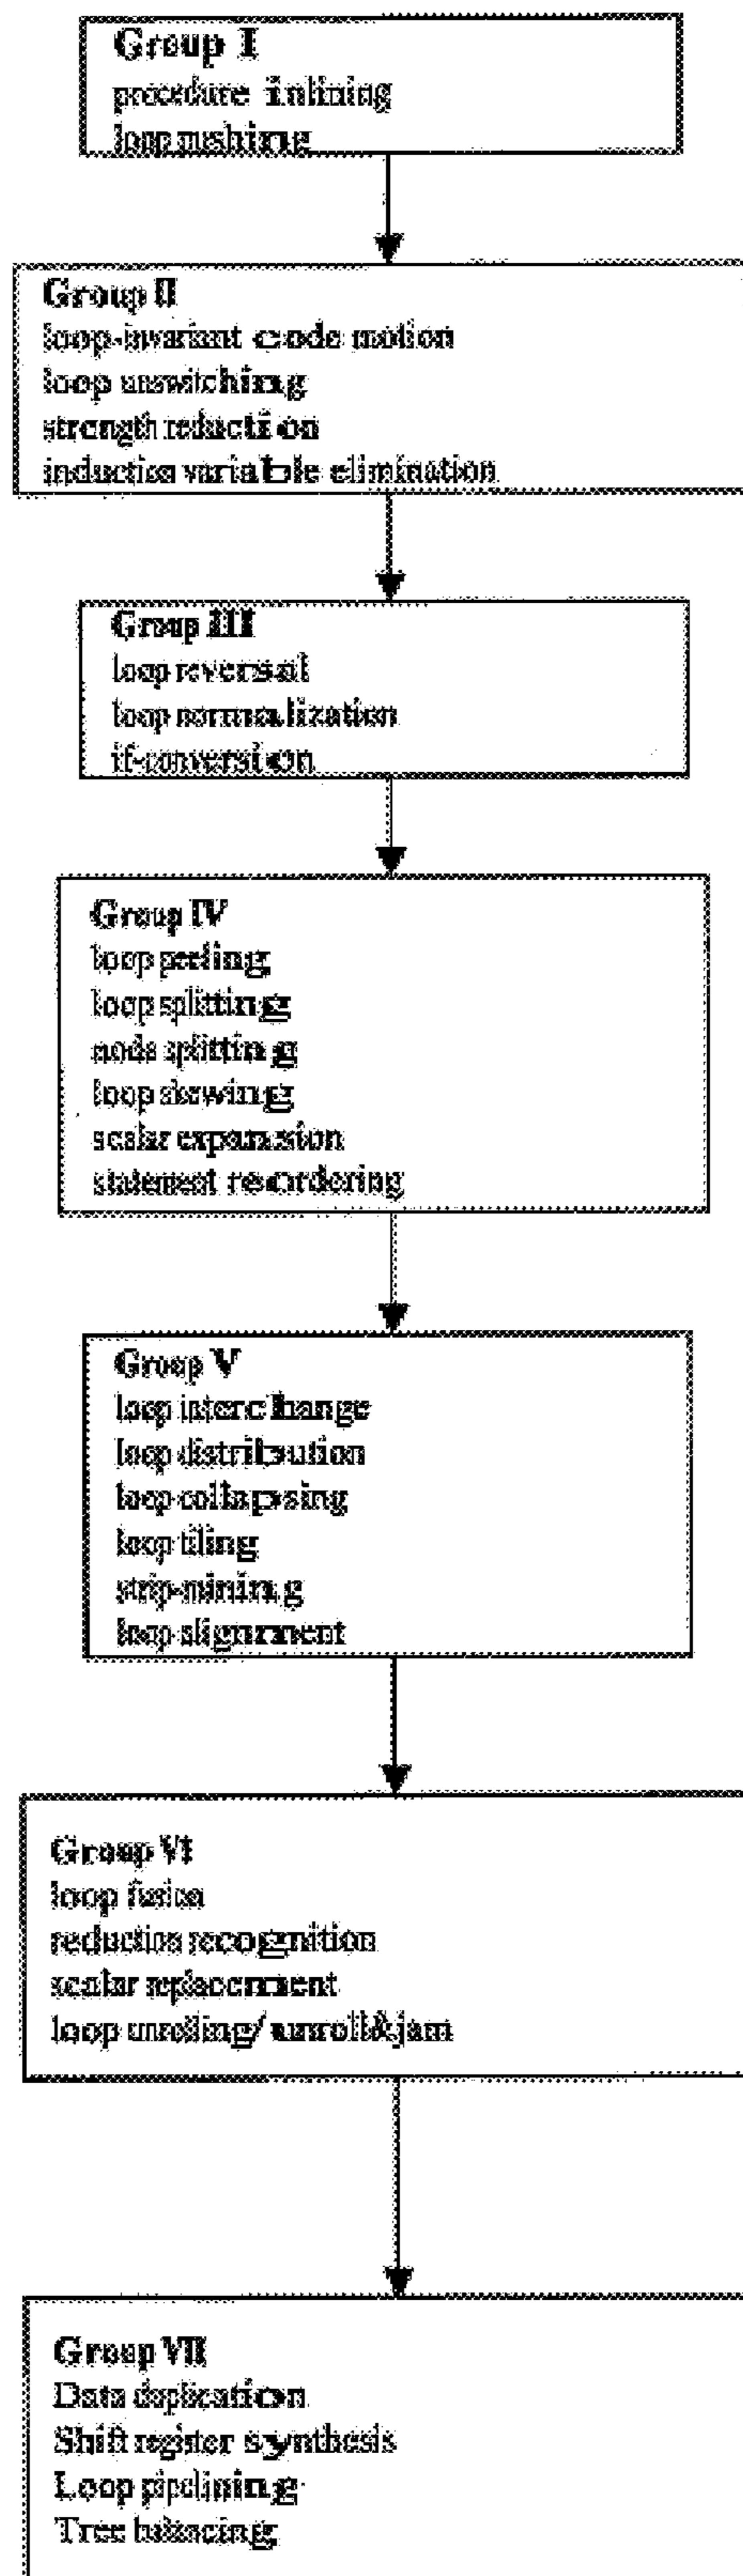 Group I
procedure inlining
loop pushing
Group II
loop-invariant code motion
loop unswitching
strength reduction
induction variable elimination
Group III
loop reversal
loop normalization
if-conversion
Group IV
loop peeling
loop splitting
node splitting
loop skewing
scalar expansion
statement reordering
Group V
loop interchange
loop distribution
loop collapsing
loop tiling
strip-mining
loop alignment
Group VI
loop fusion
reduction recognition
scalar replacement
loop unrolling/unroll&jam
Group VII
Data duplication
Shift register synthesis
Loop pipelining
Tree balancing